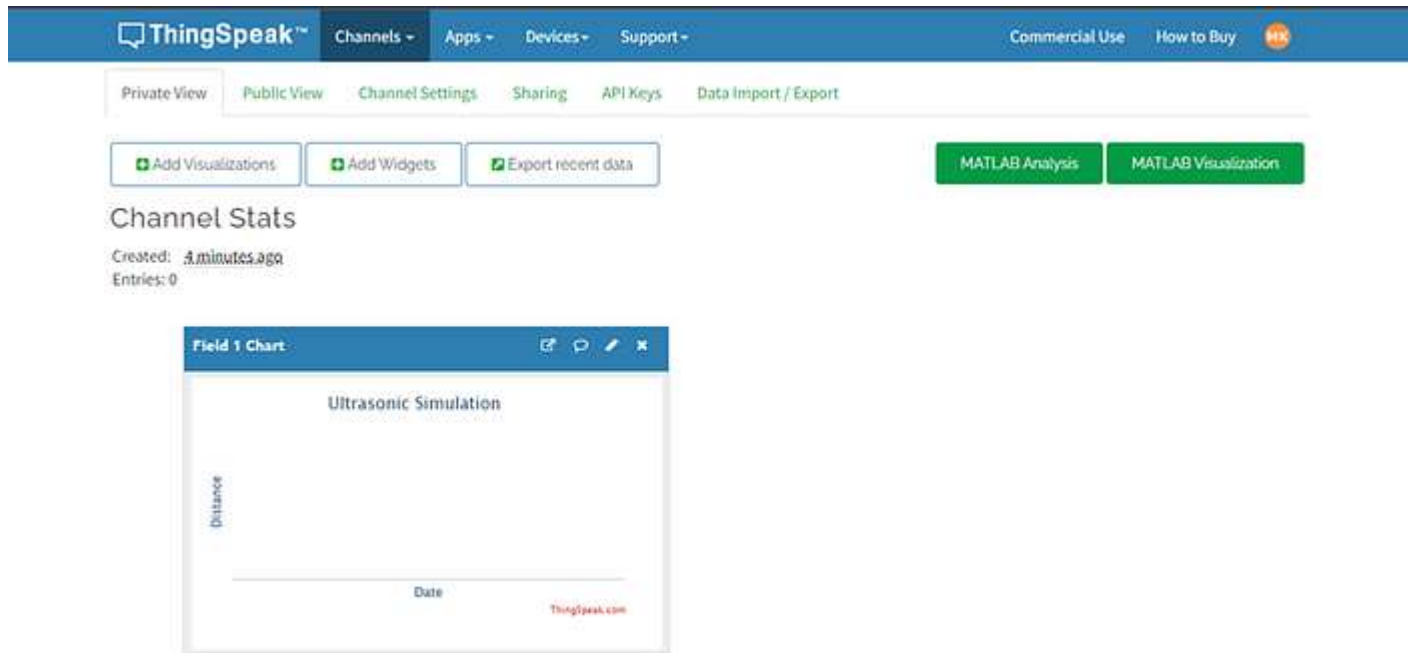 ThingSpeak™ Channels Apps Devices Support Commercial Use How to Buy MK
Private View Public View Channel Settings Sharing API Keys Data Import / Export
Add Visualizations Add Widgets Export recent data MATLAB Analysis MATLAB Visualization
Channel Stats
Created: 4 minutes ago
Entries: 0
Field 1 Chart
Ultrasonic Simulation
Distance
Date
ThingSpeak.com